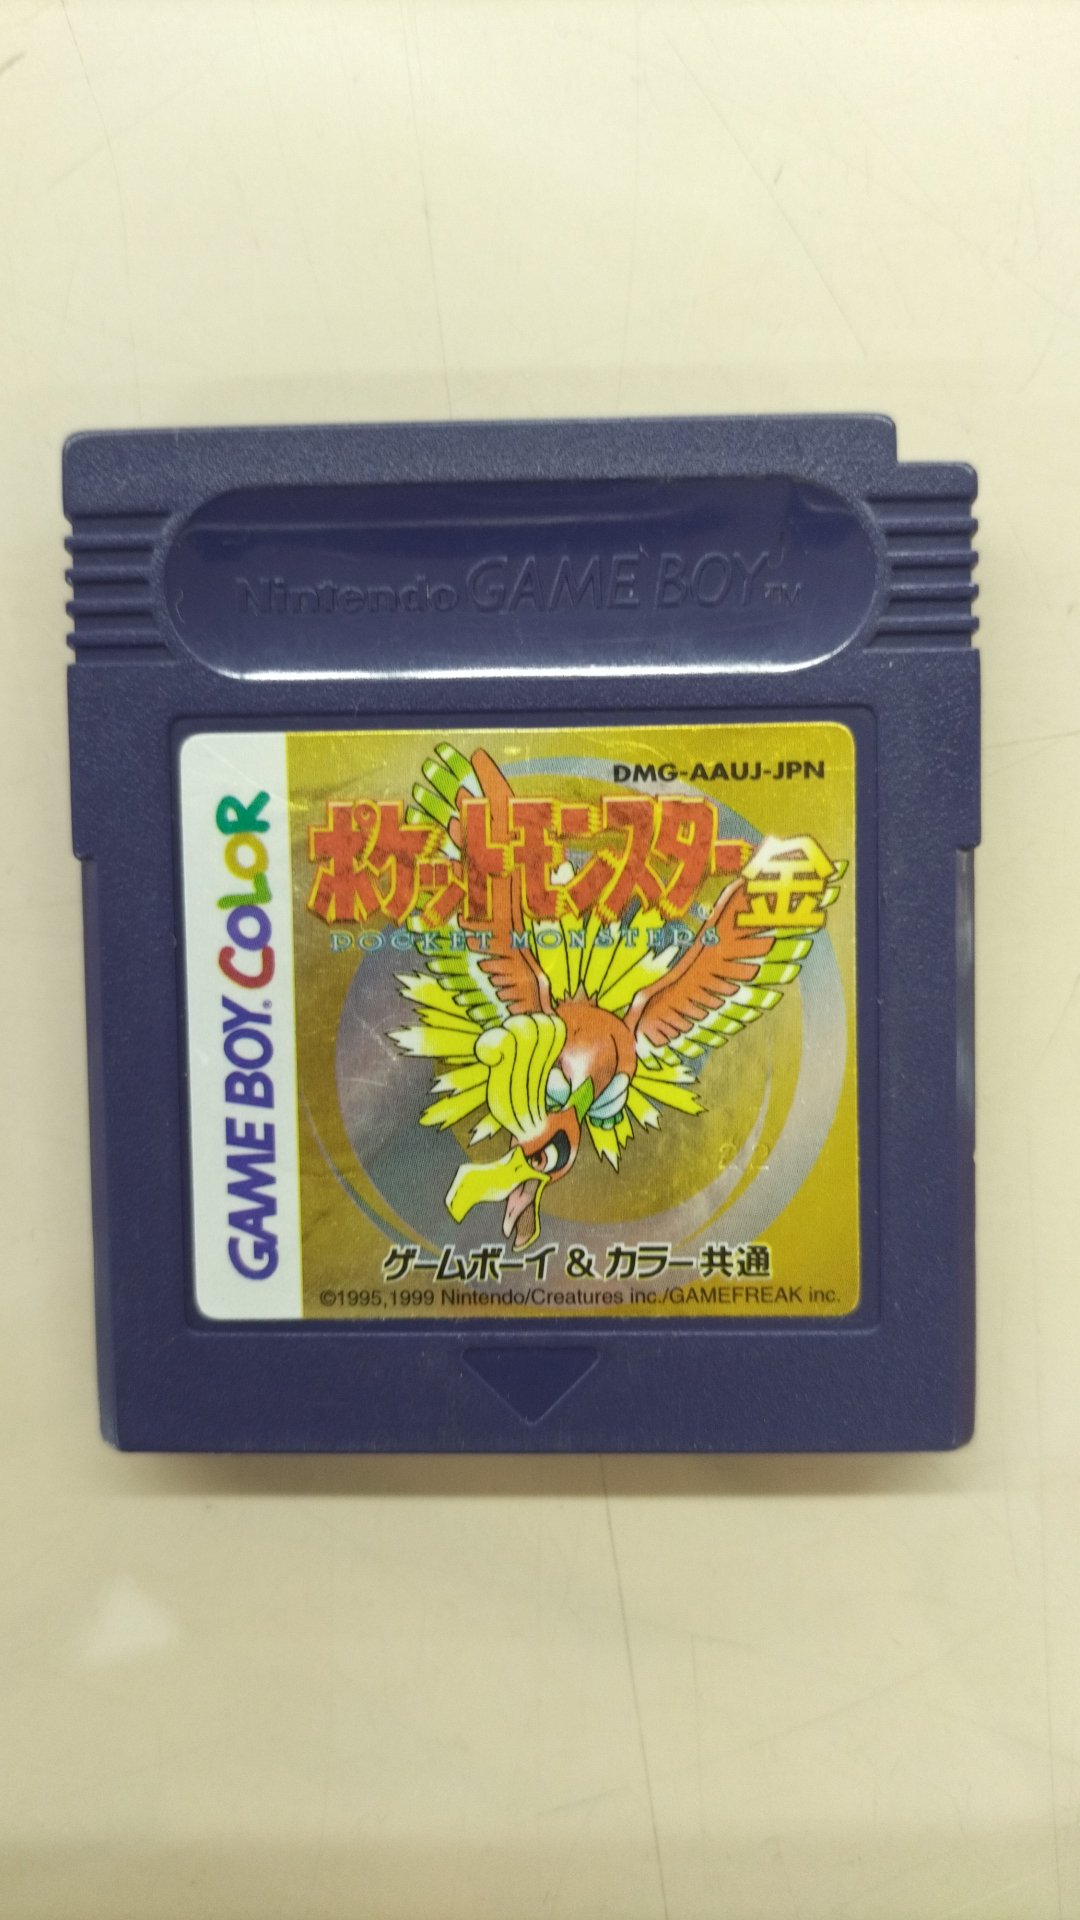 Nintendo GAME BOY™
GAME BOY® COLOR
DMG-AAUJ-JPN
ポケットモンスター 金
POCKET MONSTERS
22
ゲームボーイ & カラー 共通
©1995,1999 Nintendo/Creatures inc./GAMEFREAK inc.